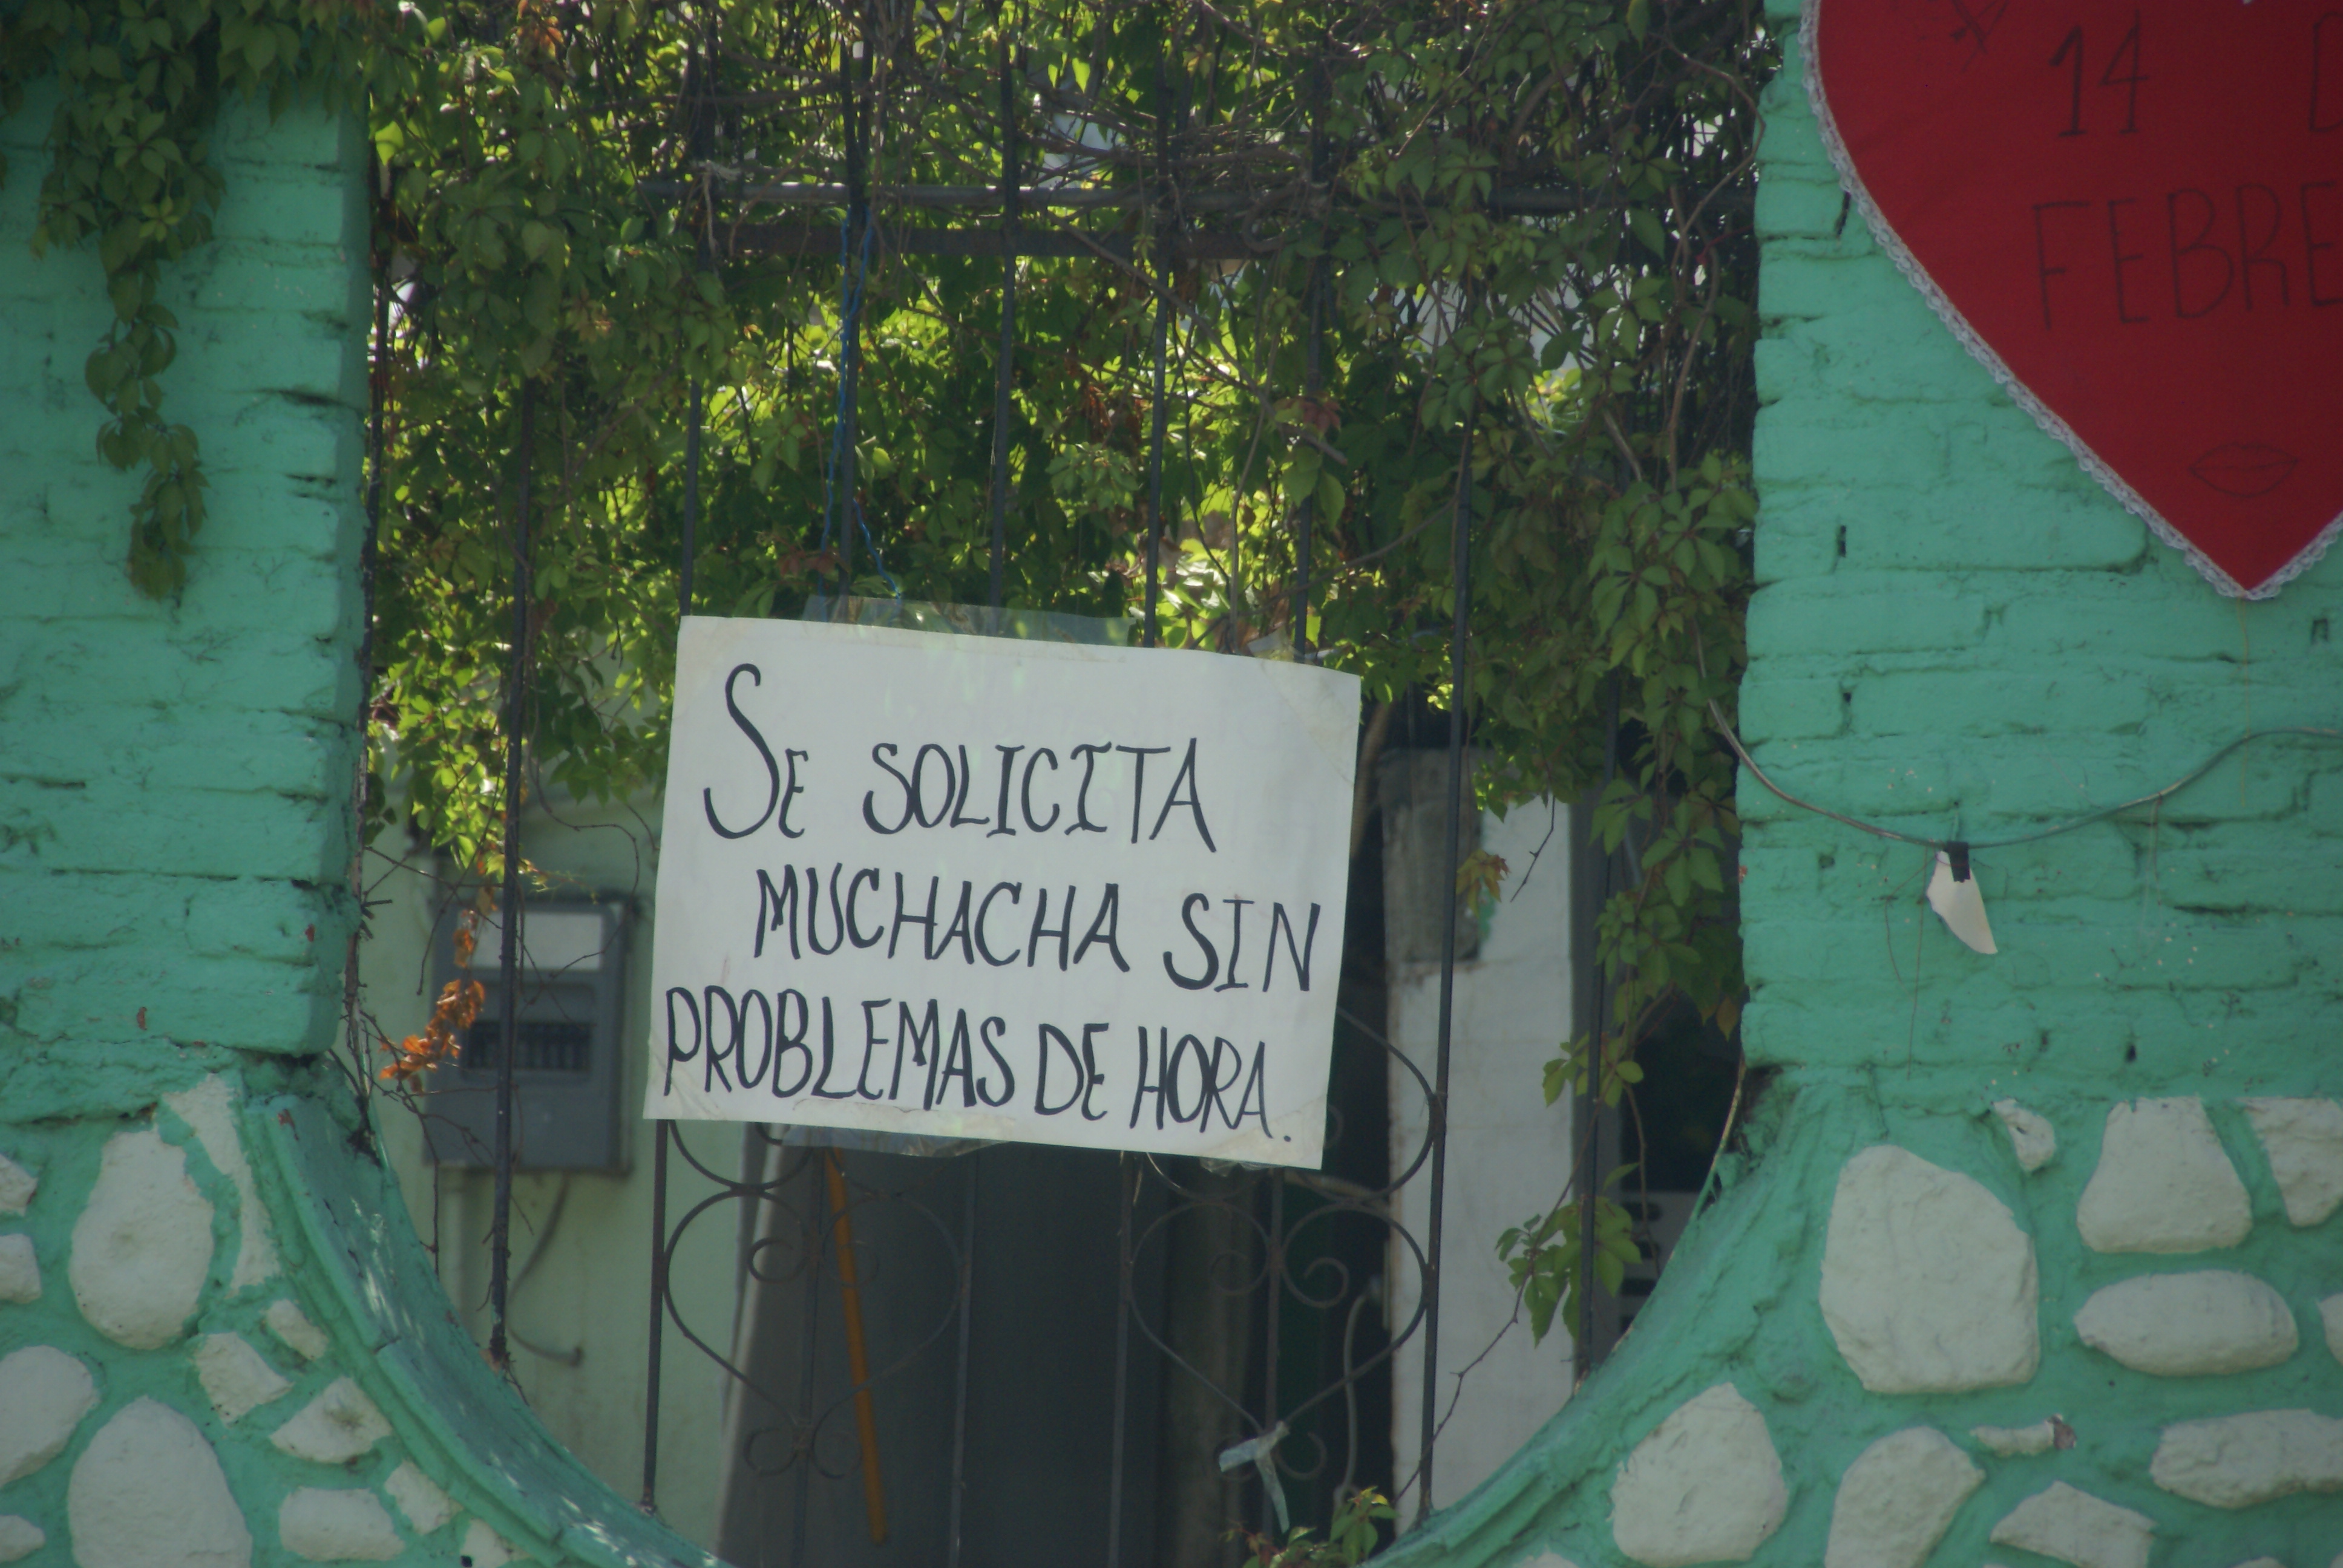 Se SOLICITA
MUCHACHA SIN
PROBLEMAS DE HORA.
14
FEBRE